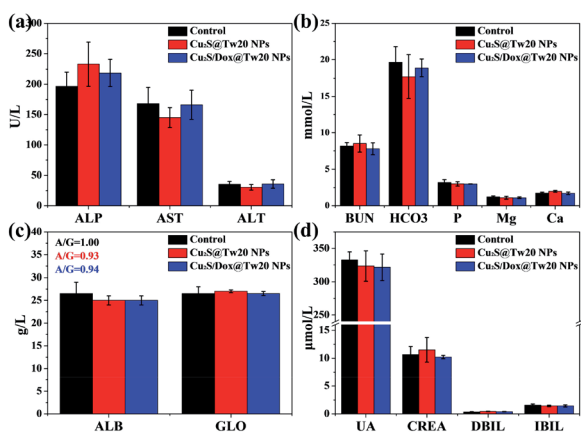 (a)
Control
Cu₂S@Tw20 NPs
Cu₂S/Dox@Tw20 NPs
U/L
250
200
150
100
50
0
ALP AST ALT
(b)
Control
Cu₂S@Tw20 NPs
Cu₂S/Dox@Tw20 NPs
mmol/L
25
20
15
10
5
0
BUN HCO3 P Mg Ca
(c)
A/G=1.00
A/G=0.93
A/G=0.94
Control
Cu₂S@Tw20 NPs
Cu₂S/Dox@Tw20 NPs
g/L
40
35
30
25
20
15
10
5
0
ALB GLO
(d)
Control
Cu₂S@Tw20 NPs
Cu₂S/Dox@Tw20 NPs
μmol/L
350
300
15
10
5
0
UA CREA DBIL IBIL